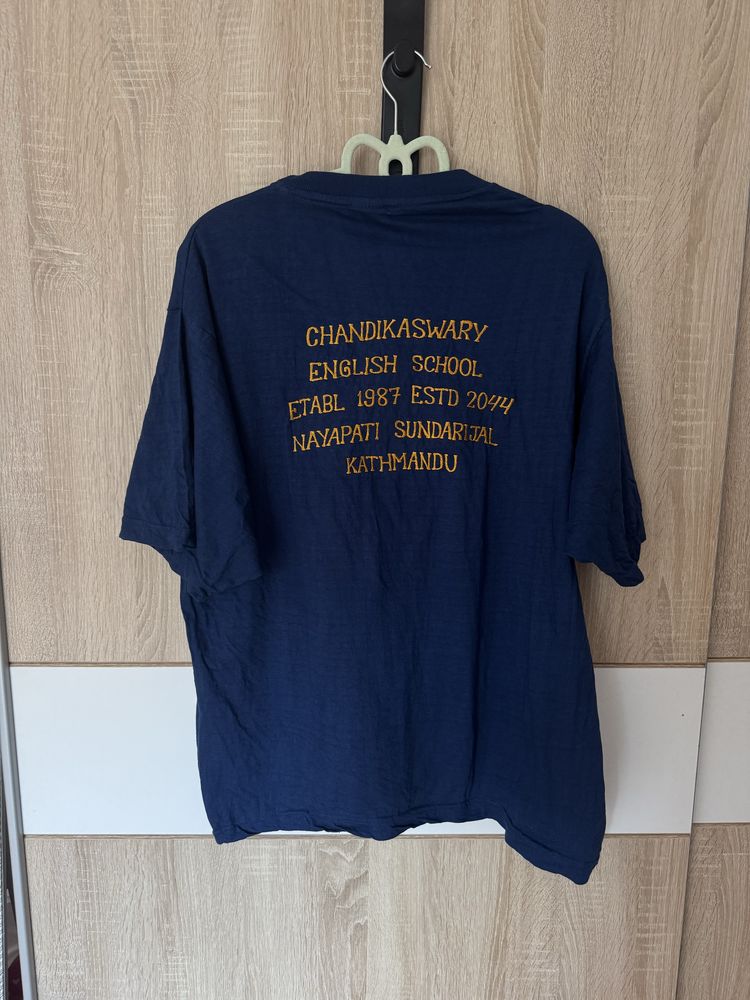 CHANDIKASWARY
ENGLISH SCHOOL
ETABL 1987 ESTD 2044
NAYAPATI SUNDARIJAL
KATHMANDU